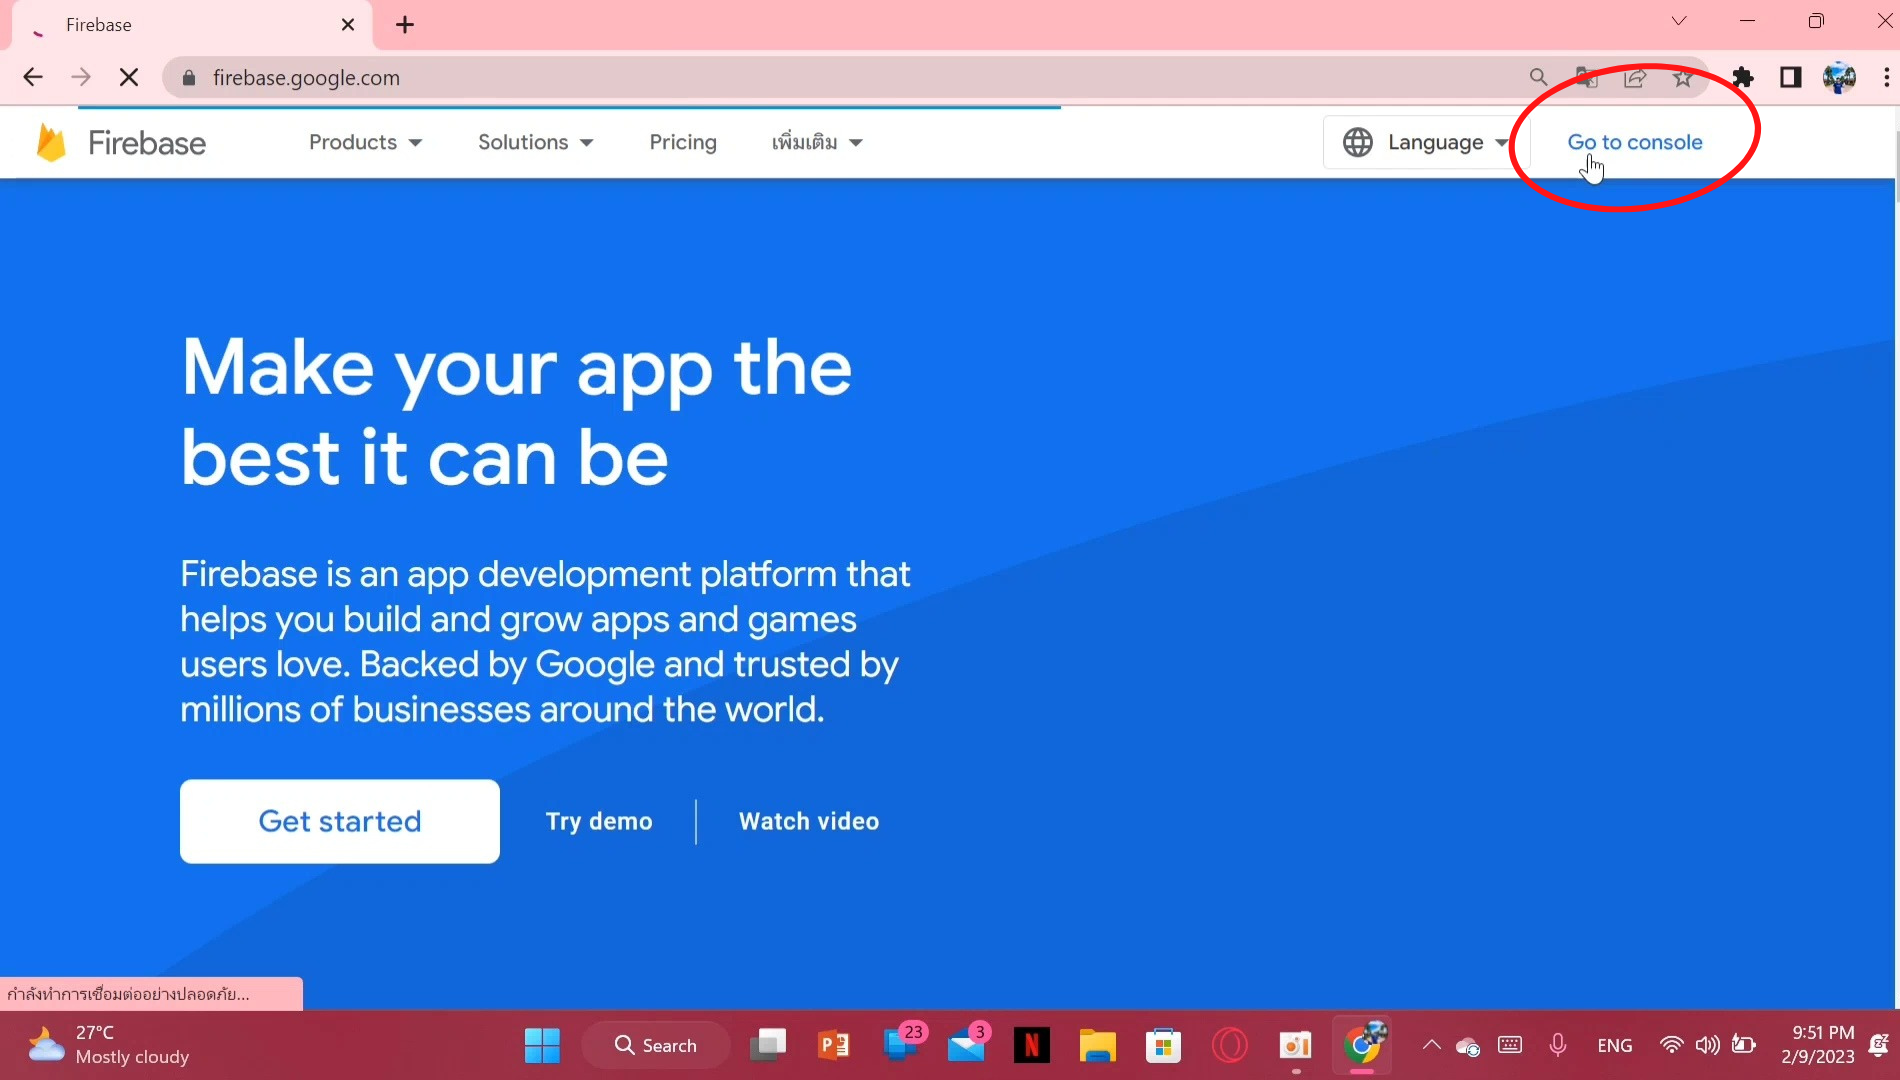 Firebase
firebase.google.com
Firebase
Products
Solutions
Pricing
เพิ่มเติม
Language
Go to console
Make your app the
best it can be
Firebase is an app development platform that
helps you build and grow apps and games
users love. Backed by Google and trusted by
millions of businesses around the world.
Get started
Try demo
Watch video
กำลังทำการเชื่อมต่ออย่างปลอดภัย...
27°C
Mostly cloudy
Search
23
3
N
ENG
9:51 PM
2/9/2023